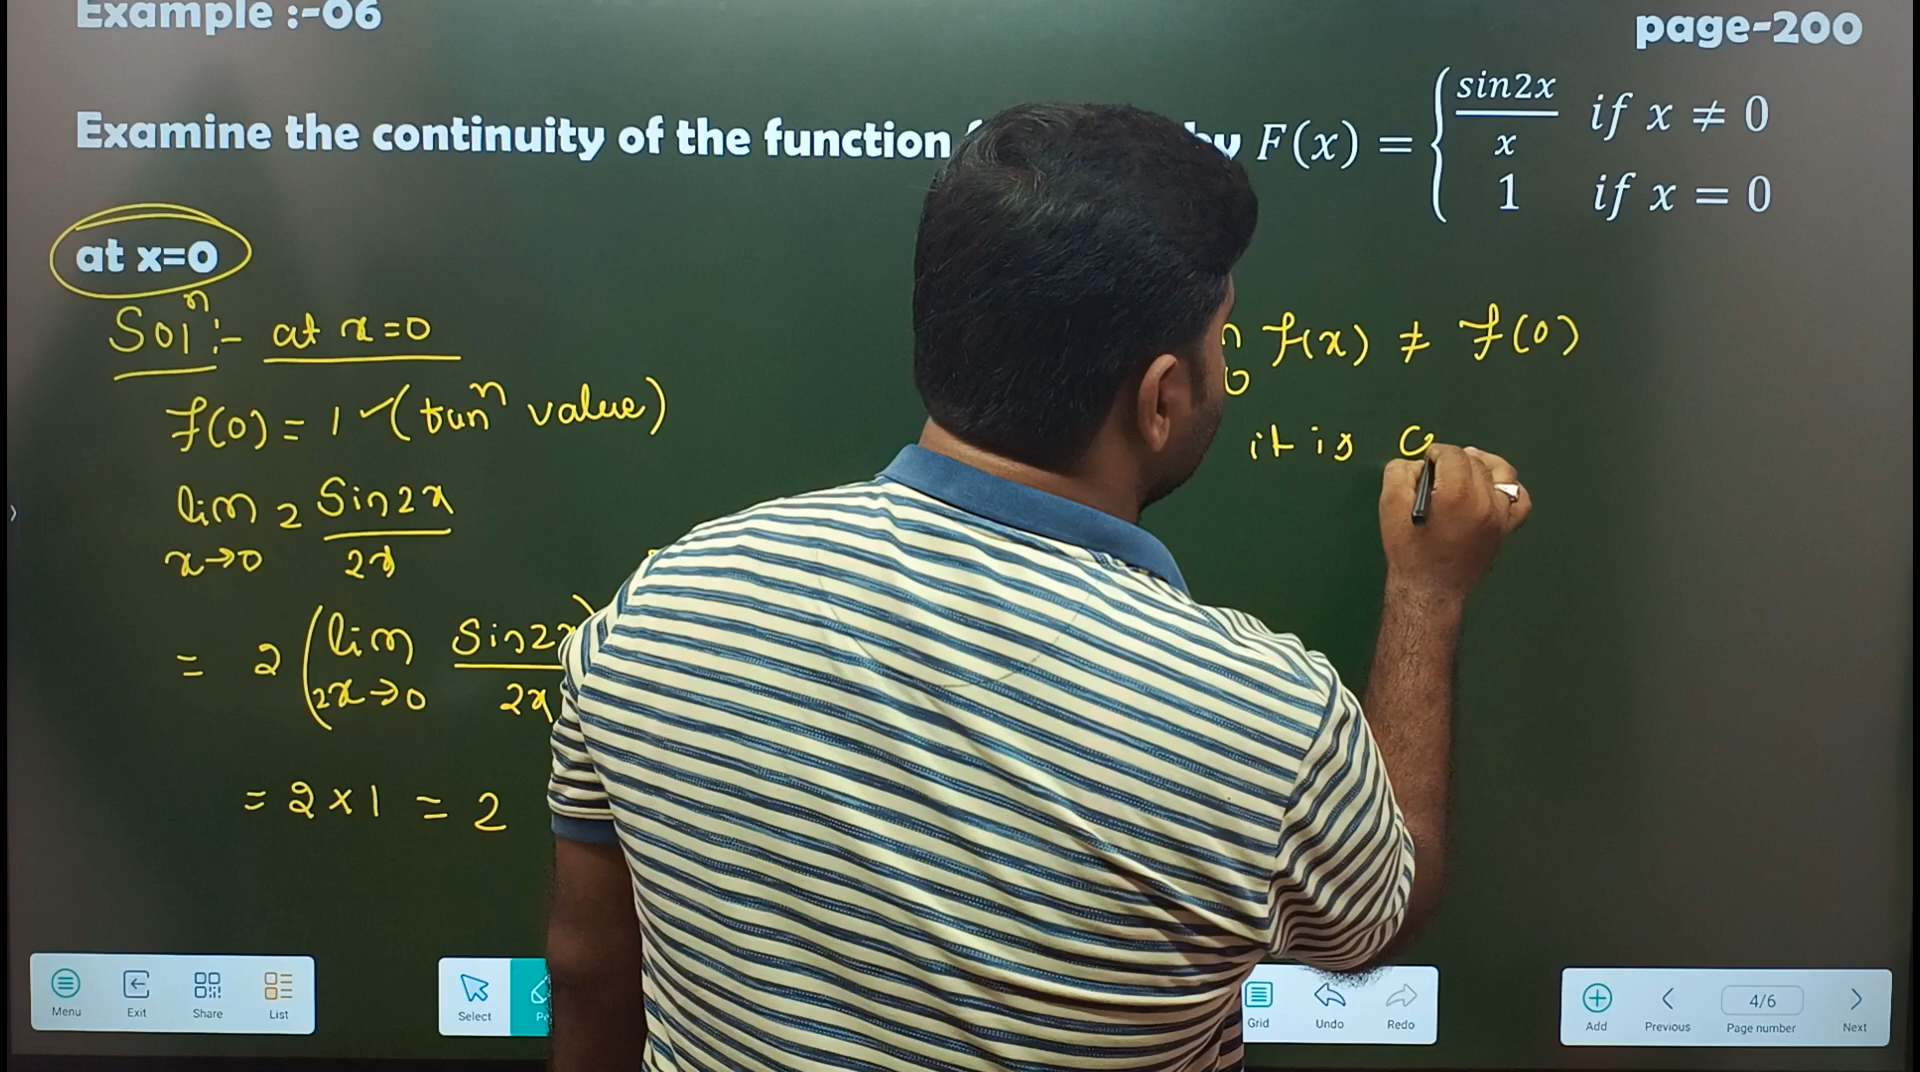 Example :-06
page-200
Examine the continuity of the function by F(x) = { sin2x / x if x ≠ 0
1 if x = 0
at x=0
Solⁿ:- at x=0
f(0) = 1 ✓ (funⁿ value)
lim x→0 2 Sin2x / 2x
= 2 ( lim 2x→0 Sin2x / 2x )
= 2 × 1 = 2
f(x) ≠ f(0)
it is
Menu
Exit
Share
List
Select
Grid
Undo
Redo
Add
Previous
4/6
Page number
Next